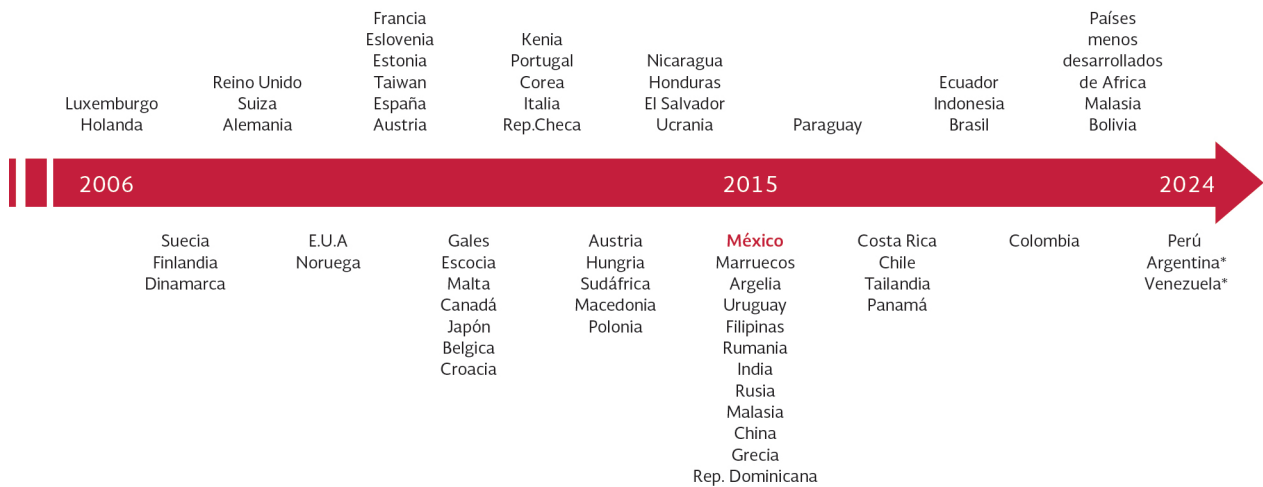 Luxemburgo
Holanda
Reino Unido
Suiza
Alemania
Francia
Eslovenia
Estonia
Taiwan
España
Austria
Kenia
Portugal
Corea
Italia
Rep.Checa
Nicaragua
Honduras
El Salvador
Ucrania
Paraguay
Ecuador
Indonesia
Brasil
Países
menos
desarrollados
de Africa
Malasia
Bolivia
2006
2015
2024
Suecia
Finlandia
Dinamarca
E.U.A
Noruega
Gales
Escocia
Malta
Canadá
Japón
Belgica
Croacia
Austria
Hungria
Sudáfrica
Macedonia
Polonia
México
Marruecos
Argelia
Uruguay
Filipinas
Rumania
India
Rusia
Malasia
China
Grecia
Rep. Dominicana
Costa Rica
Chile
Tailandia
Panamá
Colombia
Perú
Argentina*
Venezuela*